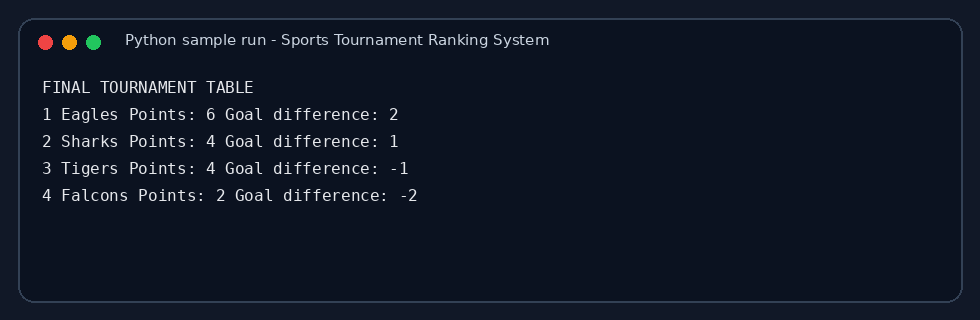 Python sample run - Sports Tournament Ranking System
FINAL TOURNAMENT TABLE
1 Eagles Points: 6 Goal difference: 2
2 Sharks Points: 4 Goal difference: 1
3 Tigers Points: 4 Goal difference: -1
4 Falcons Points: 2 Goal difference: -2